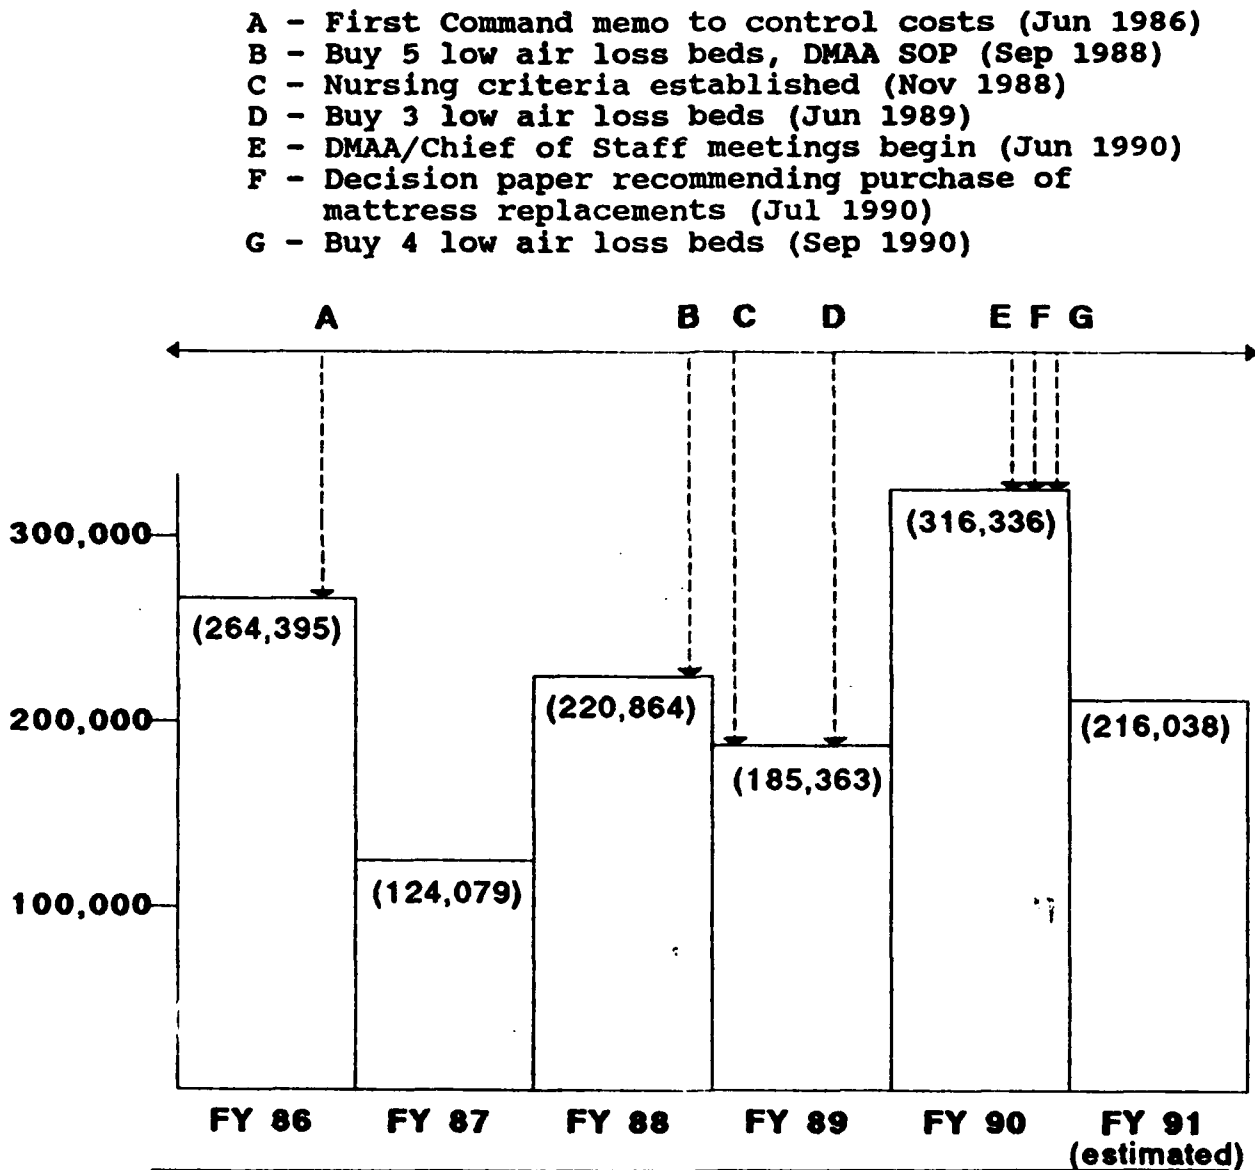 A - First Command memo to control costs (Jun 1986)
B - Buy 5 low air loss beds, DMAA SOP (Sep 1988)
C - Nursing criteria established (Nov 1988)
D - Buy 3 low air loss beds (Jun 1989)
E - DMAA/Chief of Staff meetings begin (Jun 1990)
F - Decision paper recommending purchase of
mattress replacements (Jul 1990)
G - Buy 4 low air loss beds (Sep 1990)
A B C D E F G
300,000
(316,336)
(264,395)
200,000
(220,864)
(216,038)
(185,363)
100,000
(124,079)
FY 86 FY 87 FY 88 FY 89 FY 90 FY 91
(estimated)